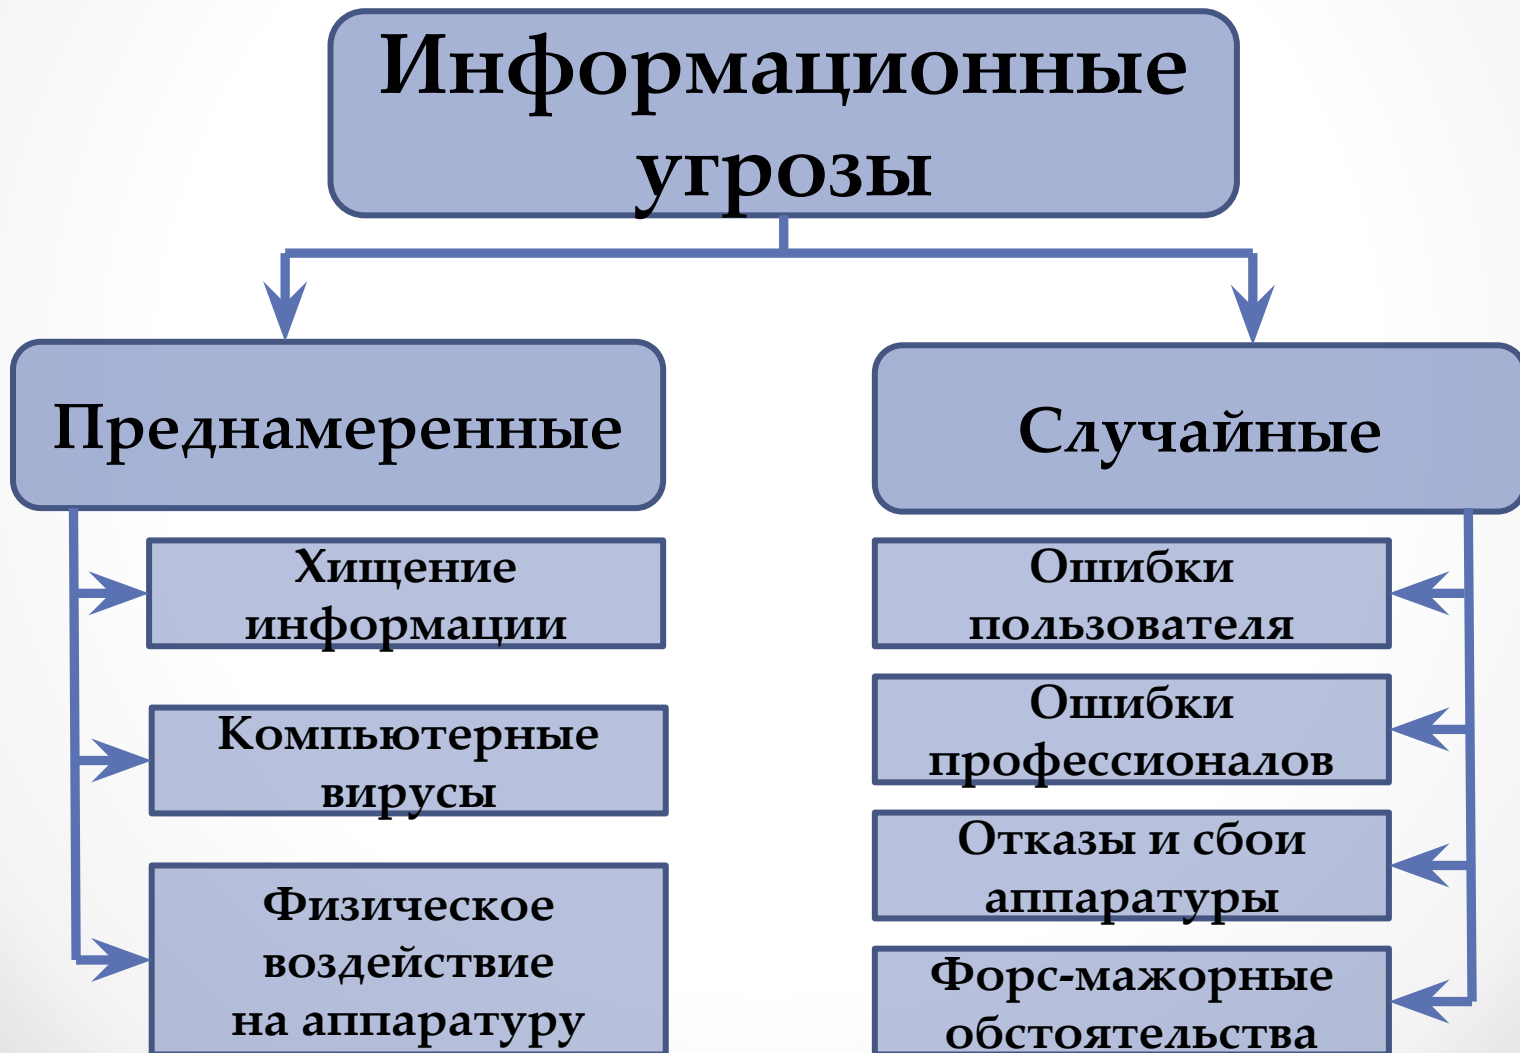 Информационные
угрозы
Преднамеренные
Случайные
Хищение
информации
Компьютерные
вирусы
Физическое
воздействие
на аппаратуру
Ошибки
пользователя
Ошибки
профессионалов
Отказы и сбои
аппаратуры
Форс-мажорные
обстоятельства